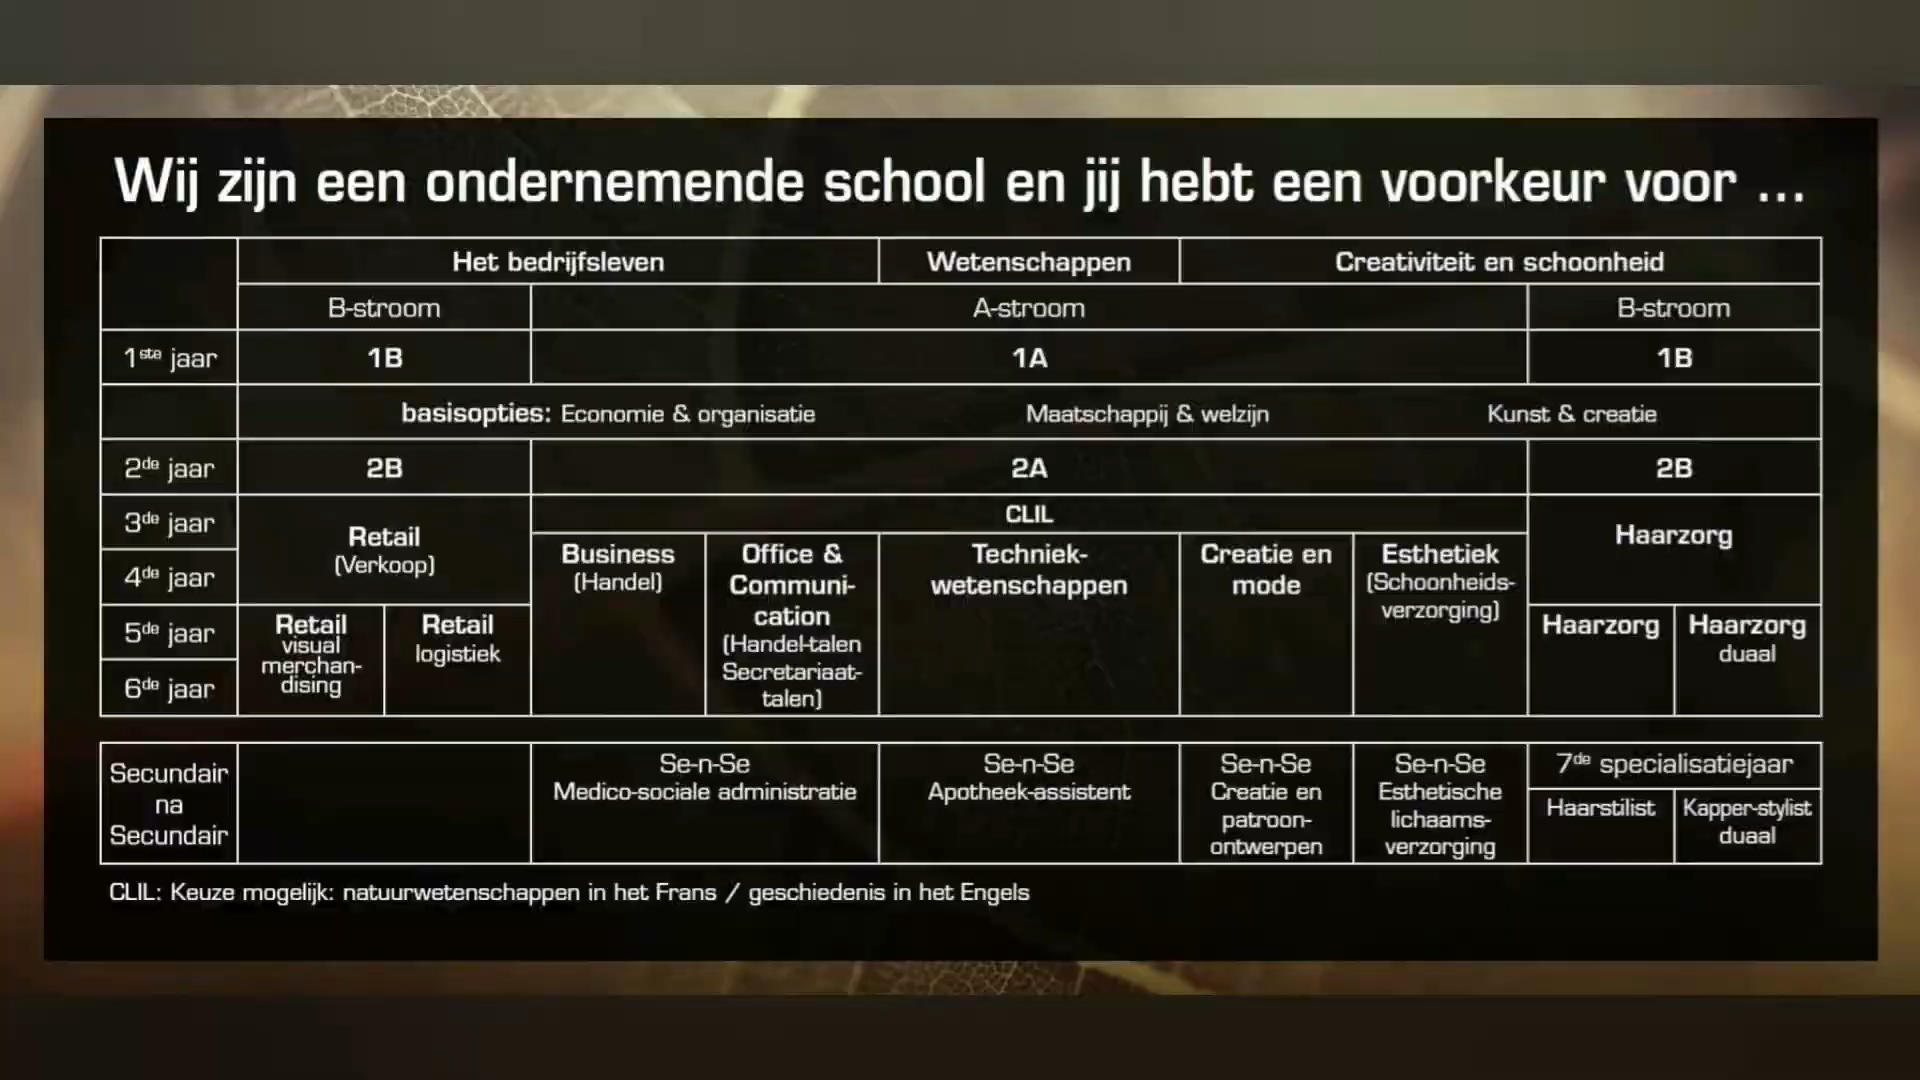 Wij zijn een ondernemende school en jij hebt een voorkeur voor ...
Het bedrijfsleven
Wetenschappen
Creativiteit en schoonheid
B-stroom
A-stroom
B-stroom
1ste jaar
1B
1A
1B
basisopties: Economie & organisatie
Maatschappij & welzijn
Kunst & creatie
2de jaar
2B
2A
2B
3de jaar
4de jaar
5de jaar
6de jaar
Retail
(Verkoop)
Retail
visual
merchan-
dising
Retail
logistiek
CLIL
Business
(Handel)
Office &
Communi-
cation
(Handel-talen
Secretariaat-
talen)
Techniek-
wetenschappen
Creatie en
mode
Esthetiek
(Schoonheids-
verzorging)
Haarzorg
Haarzorg
Haarzorg
duaal
Secundair
na
Secundair
Se-n-Se
Medico-sociale administratie
Se-n-Se
Apotheek-assistent
Se-n-Se
Creatie en
patroon-
ontwerpen
Se-n-Se
Esthetische
lichaams-
verzorging
7de specialisatiejaar
Haarstilist
Kapper-stylist
duaal
CLIL: Keuze mogelijk: natuurwetenschappen in het Frans / geschiedenis in het Engels